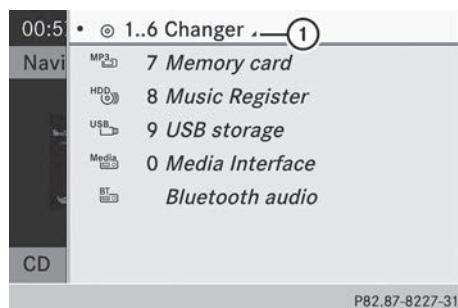 00:5
• 1..6 Changer 1
Navi
MP3 7 Memory card
HDD 8 Music Register
USB 9 USB storage
Media 0 Media Interface
BT Bluetooth audio
CD
P82.87-8227-31